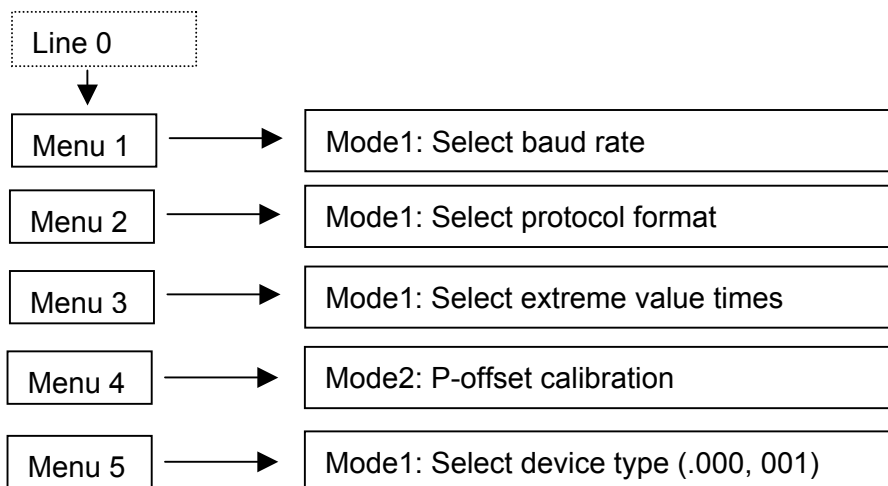 Line 0
Menu 1
Mode1: Select baud rate
Menu 2
Mode1: Select protocol format
Menu 3
Mode1: Select extreme value times
Menu 4
Mode2: P-offset calibration
Menu 5
Mode1: Select device type (.000, 001)